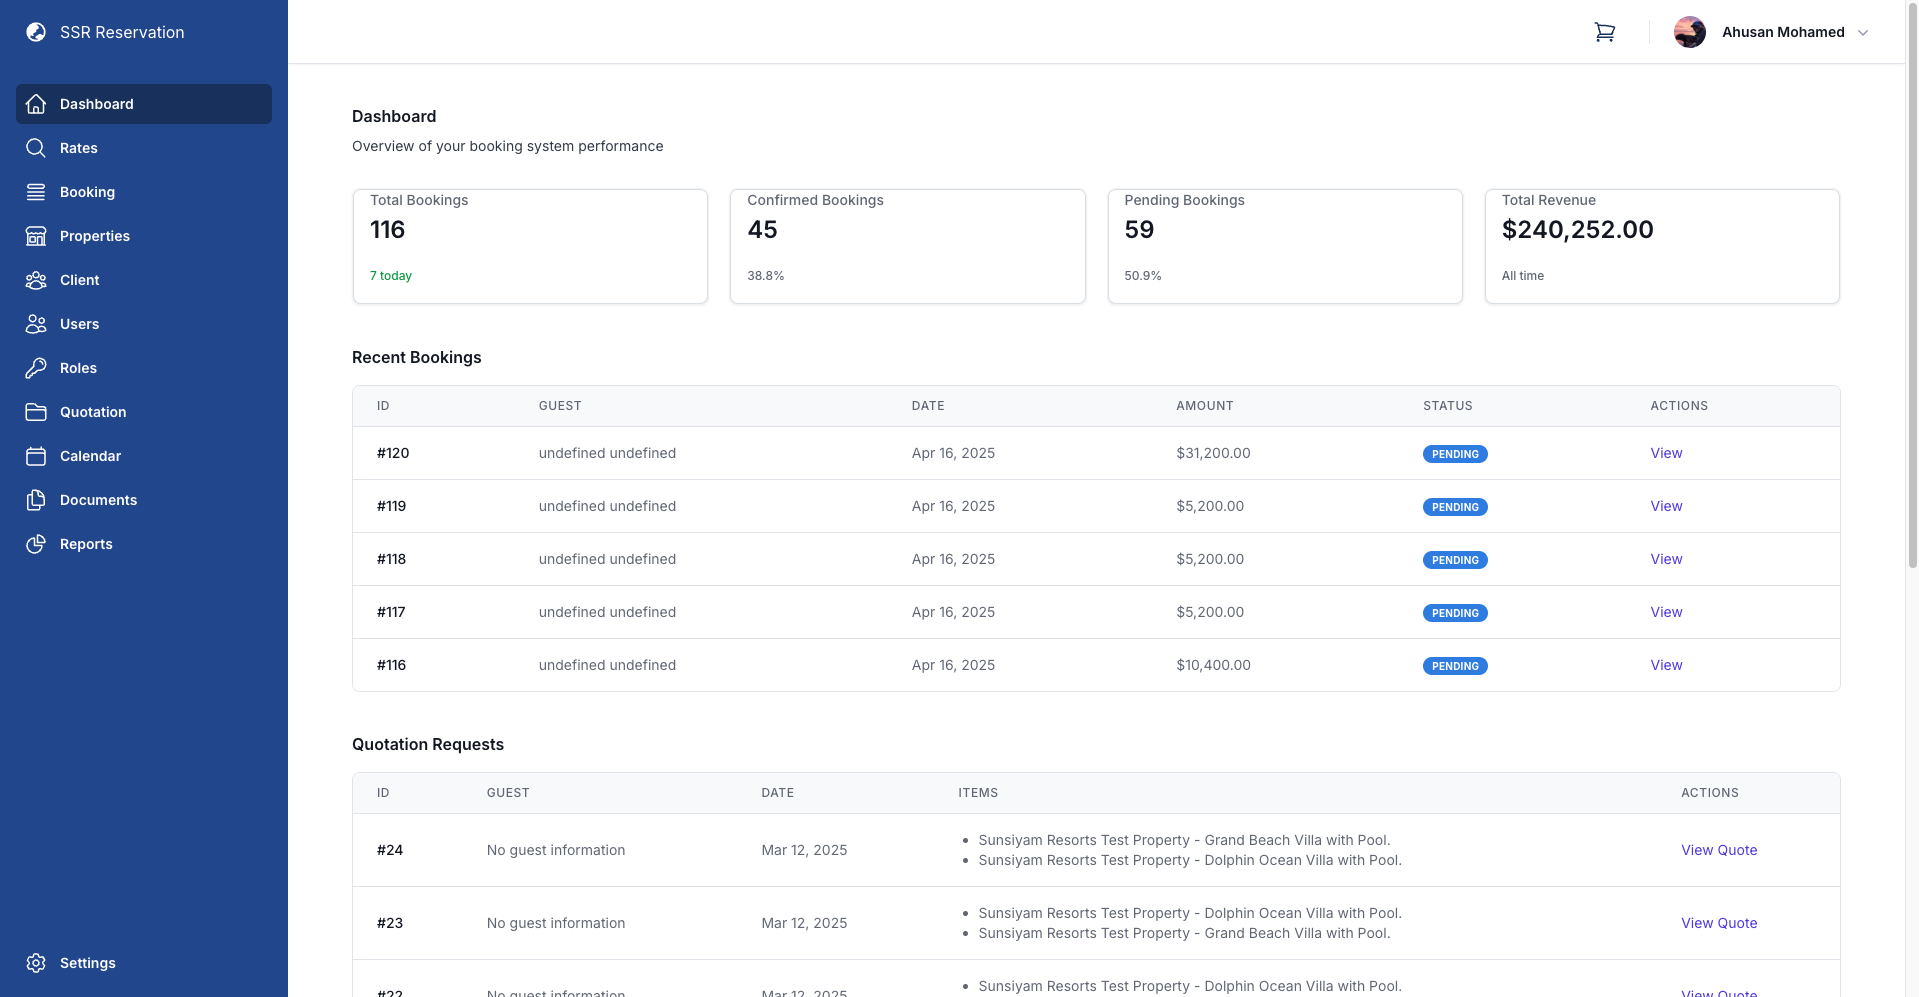 SSR Reservation
Ahusan Mohamed
Dashboard
Rates
Booking
Properties
Client
Users
Roles
Quotation
Calendar
Documents
Reports
Settings
Dashboard
Overview of your booking system performance
Total Bookings
116
7 today
Confirmed Bookings
45
38.8%
Pending Bookings
59
50.9%
Total Revenue
$240,252.00
All time
Recent Bookings
ID GUEST DATE AMOUNT STATUS ACTIONS
#120 undefined undefined Apr 16, 2025 $31,200.00 PENDING View
#119 undefined undefined Apr 16, 2025 $5,200.00 PENDING View
#118 undefined undefined Apr 16, 2025 $5,200.00 PENDING View
#117 undefined undefined Apr 16, 2025 $5,200.00 PENDING View
#116 undefined undefined Apr 16, 2025 $10,400.00 PENDING View
Quotation Requests
ID GUEST DATE ITEMS ACTIONS
#24 No guest information Mar 12, 2025
• Sunsiyam Resorts Test Property - Grand Beach Villa with Pool.
• Sunsiyam Resorts Test Property - Dolphin Ocean Villa with Pool.
View Quote
#23 No guest information Mar 12, 2025
• Sunsiyam Resorts Test Property - Dolphin Ocean Villa with Pool.
• Sunsiyam Resorts Test Property - Grand Beach Villa with Pool.
View Quote
#22 No guest information Mar 12, 2025
• Sunsiyam Resorts Test Property - Dolphin Ocean Villa with Pool.
View Quote